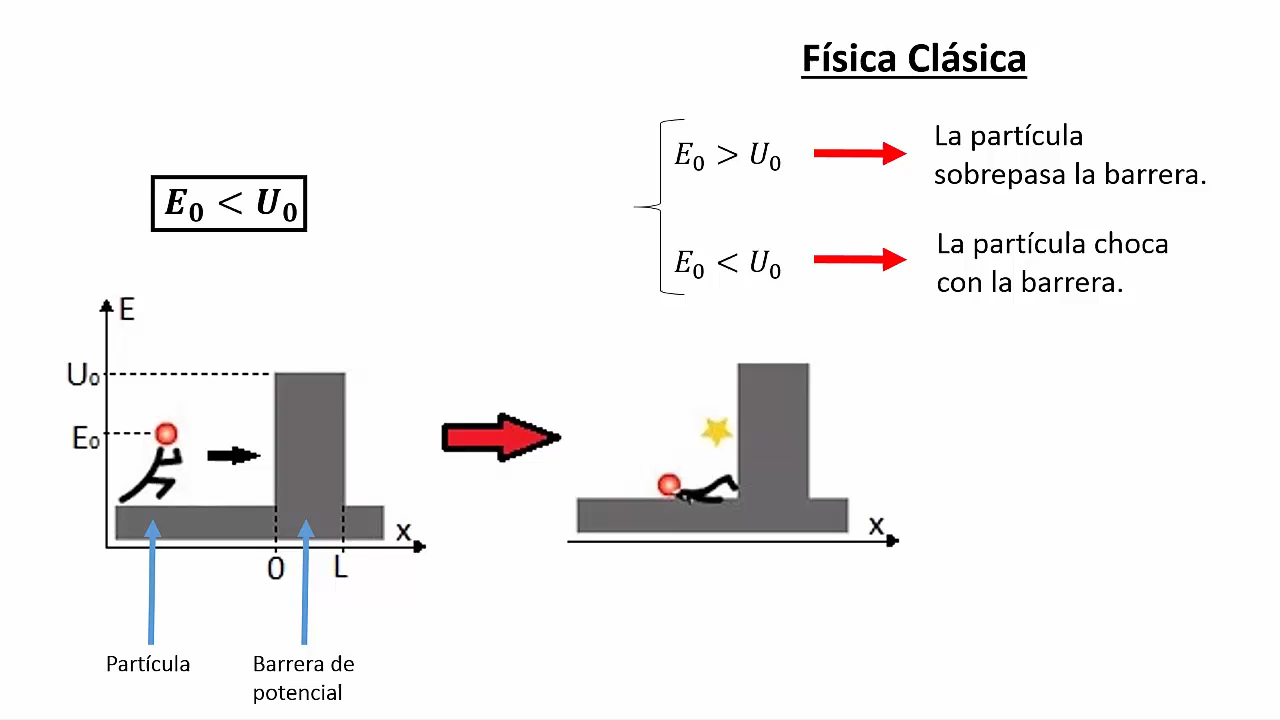 Física Clásica
E₀ > U₀
La partícula
sobrepasa la barrera.
E₀ < U₀
La partícula choca
con la barrera.
E₀ < U₀
E
U₀
E₀
x
0
L
x
Partícula
Barrera de
potencial